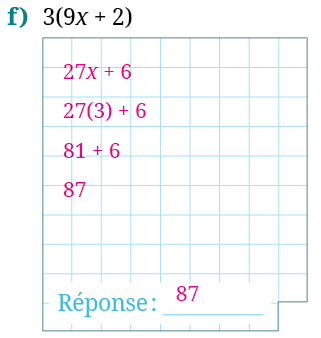 f) 3(9x + 2)
27x + 6
27(3) + 6
81 + 6
87
Réponse : 87